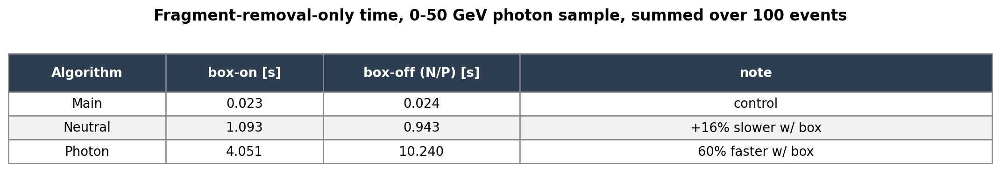 Fragment-removal-only time, 0-50 GeV photon sample, summed over 100 events
Algorithm box-on [s] box-off (N/P) [s] note
Main 0.023 0.024 control
Neutral 1.093 0.943 +16% slower w/ box
Photon 4.051 10.240 60% faster w/ box